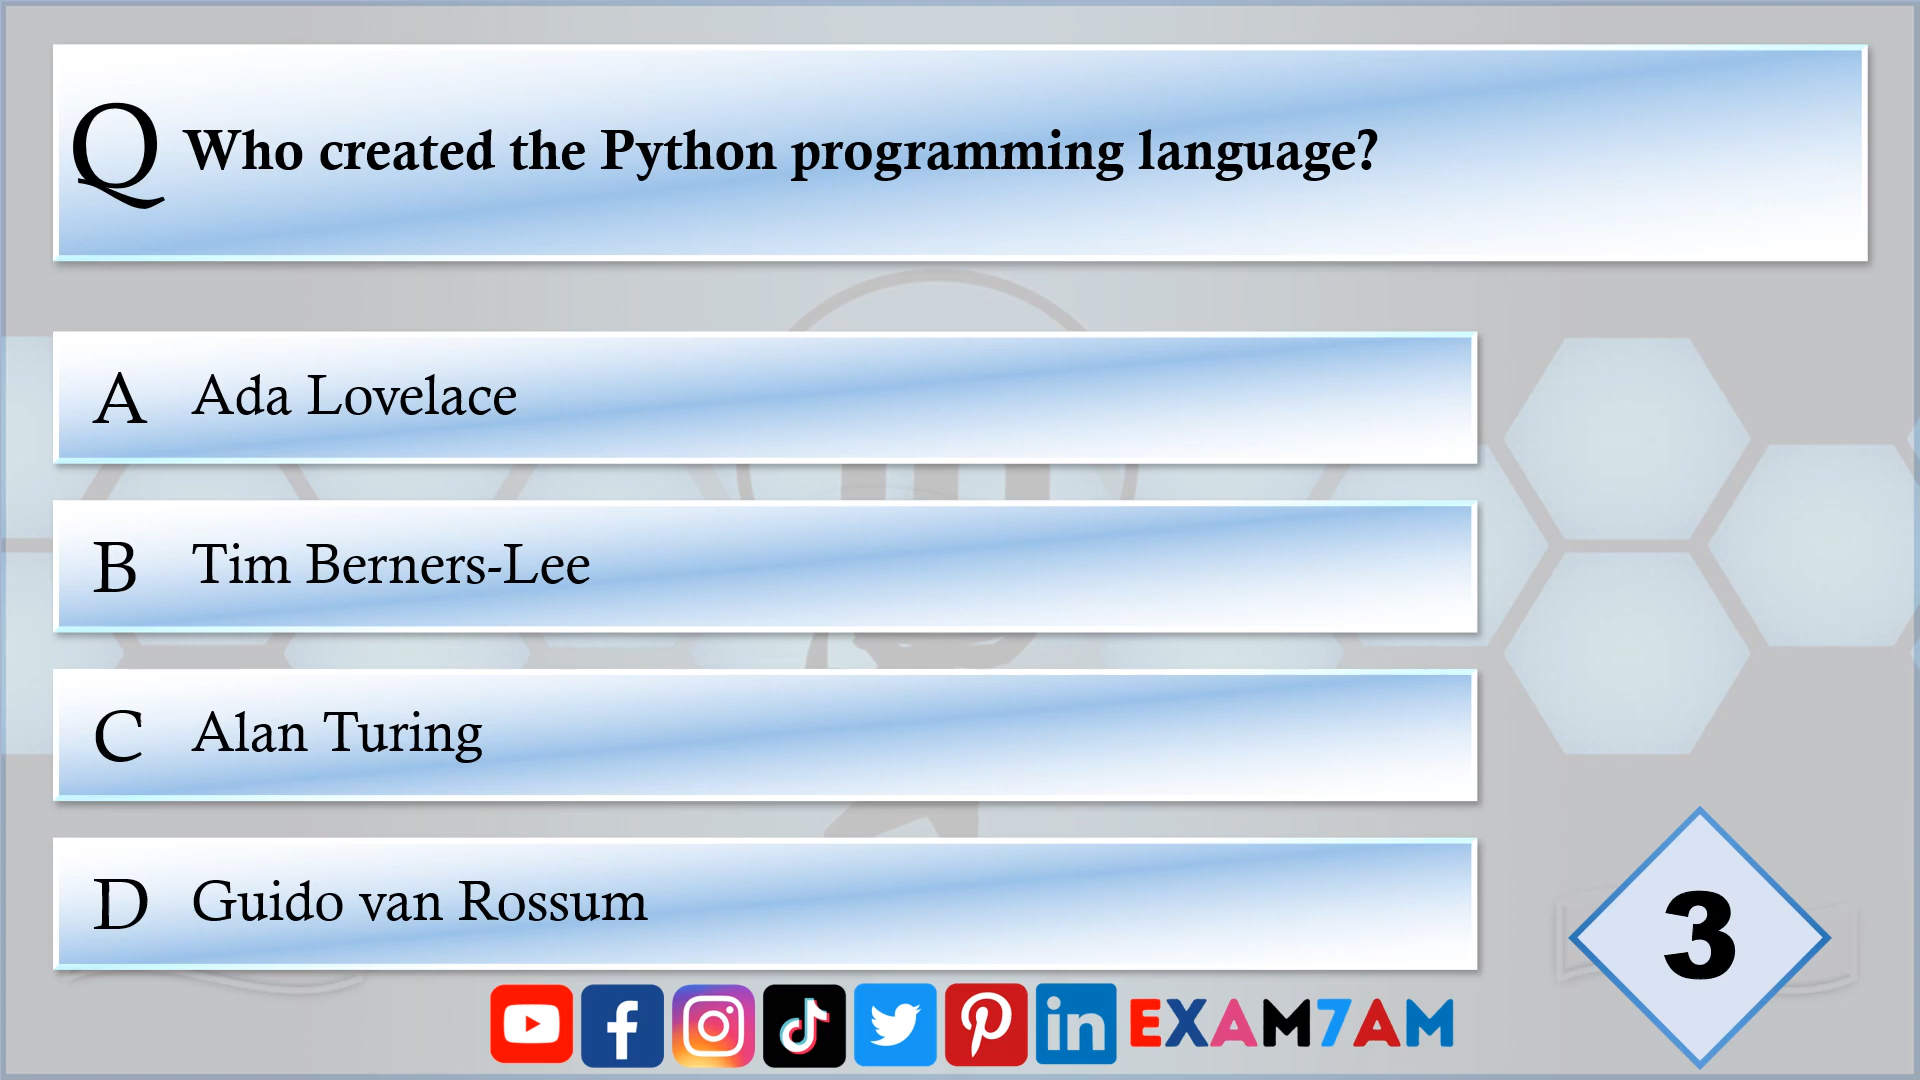 Q Who created the Python programming language?
A Ada Lovelace
B Tim Berners-Lee
C Alan Turing
D Guido van Rossum
3
EXAM7AM